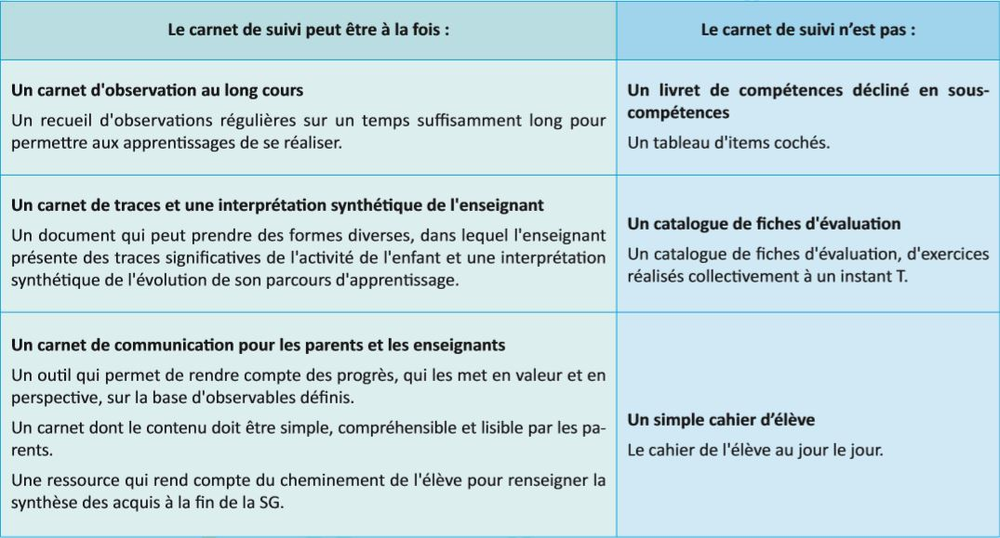 Le carnet de suivi peut être à la fois :
Le carnet de suivi n’est pas :
Un carnet d'observation au long cours
Un recueil d'observations régulières sur un temps suffisamment long pour
permettre aux apprentissages de se réaliser.
Un livret de compétences décliné en sous-
compétences
Un tableau d'items cochés.
Un carnet de traces et une interprétation synthétique de l'enseignant
Un document qui peut prendre des formes diverses, dans lequel l'enseignant
présente des traces significatives de l'activité de l'enfant et une interprétation
synthétique de l'évolution de son parcours d'apprentissage.
Un catalogue de fiches d'évaluation
Un catalogue de fiches d'évaluation, d'exercices
réalisés collectivement à un instant T.
Un carnet de communication pour les parents et les enseignants
Un outil qui permet de rendre compte des progrès, qui les met en valeur et en
perspective, sur la base d'observables définis.
Un carnet dont le contenu doit être simple, compréhensible et lisible par les pa-
rents.
Une ressource qui rend compte du cheminement de l'élève pour renseigner la
synthèse des acquis à la fin de la SG.
Un simple cahier d’élève
Le cahier de l'élève au jour le jour.